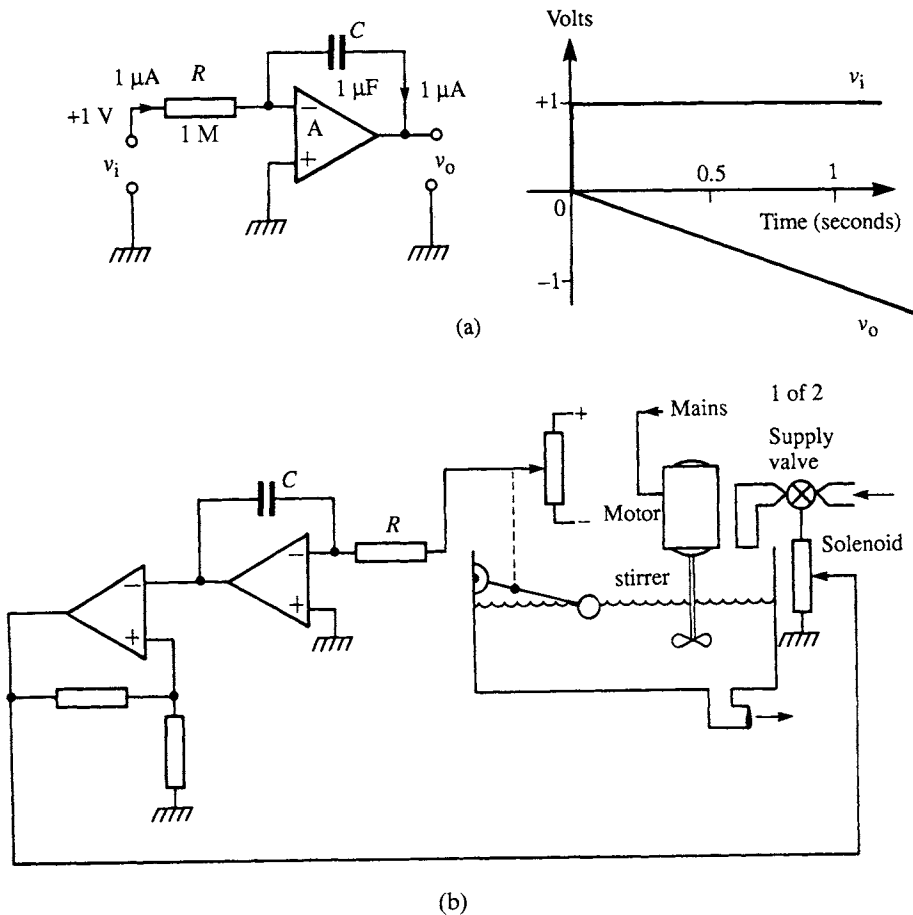 C
1 µA
R
1 µF
1 µA
+1 V
1 M
−
A
+
v_i
v_o
Volts
+1
v_i
0.5
1
0
Time (seconds)
−1
v_o
(a)
1 of 2
Supply
valve
+
Mains
C
R
Motor
−
Solenoid
stirrer
−
+
−
+
(b)